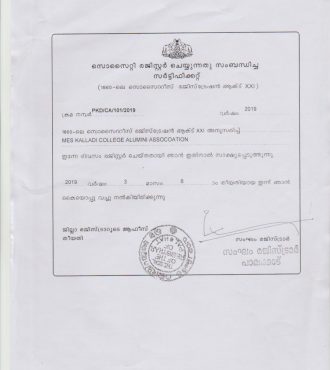 സൊസൈറ്റി രജിസ്റ്റർ ചെയ്യുന്നതു സംബന്ധിച്ച
സർട്ടിഫിക്കറ്റ്
(1860-ലെ സൊസൈറ്റീസ് രജിസ്ട്രേഷൻ ആക്ട് XXI)
ക്രമ നമ്പർ PKD/CA/101/2019 വർഷം 2019
1860-ലെ സൊസൈറ്റീസ് രജിസ്ട്രേഷൻ ആക്ട് XXI അനുസരിച്ച്
MES KALLADI COLLEGE ALUMNI ASSOCIATION
ഇന്നേ ദിവസം രജിസ്റ്റർ ചെയ്തതായി ഞാൻ ഇതിനാൽ സാക്ഷ്യപ്പെടുത്തുന്നു
2019 വർഷം 3 മാസം 6 ാം തീയതിയായ ഇന്ന് ഞാൻ
കൈയൊപ്പു വച്ചു നൽകിയിരിക്കുന്നു
ജില്ലാ രജിസ്ട്രാറുടെ ആഫീസ്
തീയതി
സംഘം രജിസ്ട്രാർ
സംഘം രജിസ്ട്രാർ
പാലക്കാട്